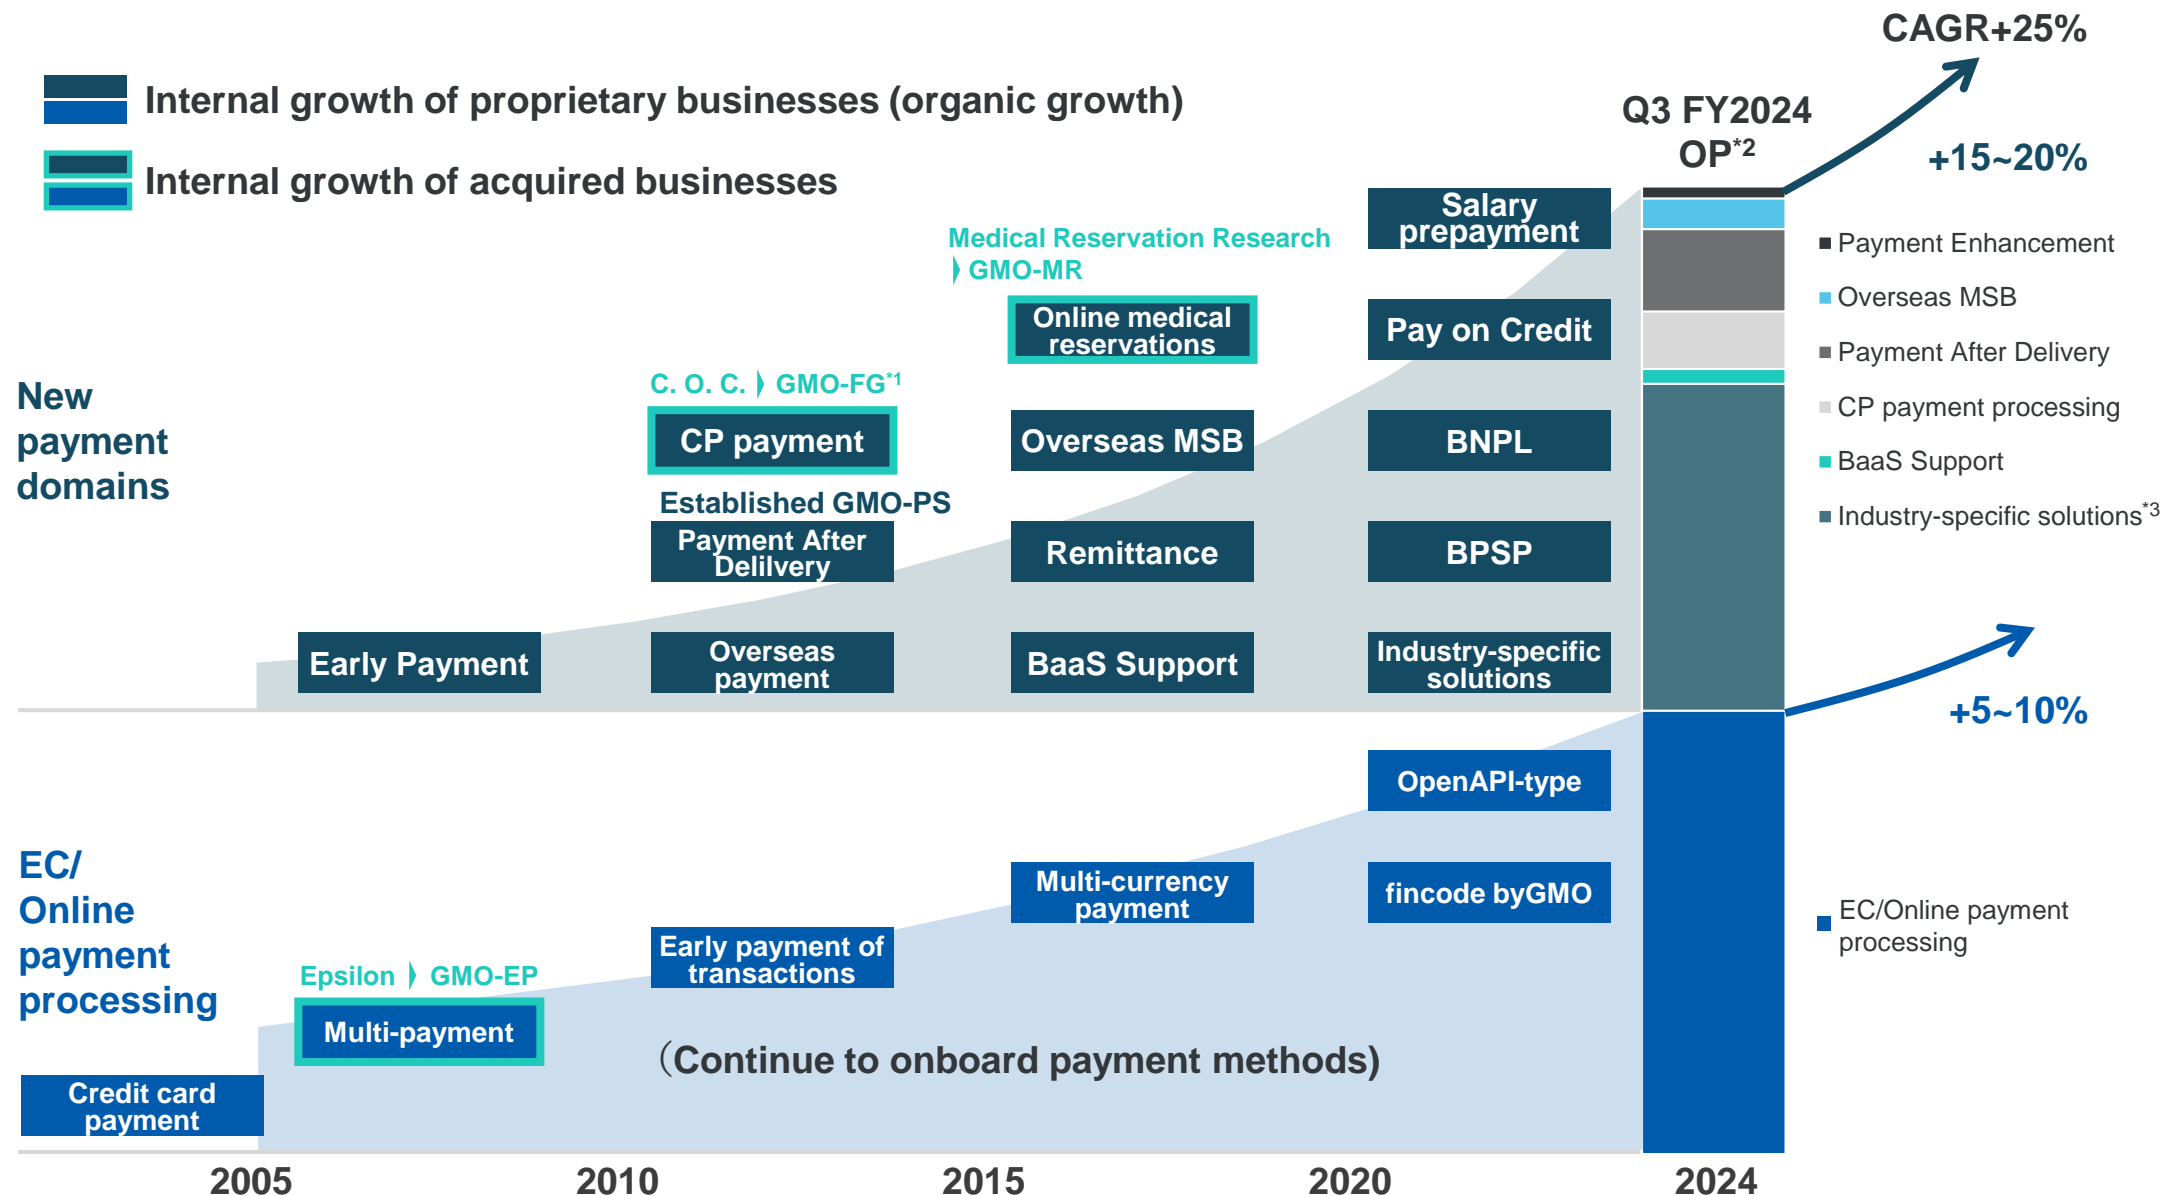 CAGR+25%
Internal growth of proprietary businesses (organic growth)
Internal growth of acquired businesses
Q3 FY2024
OP*2
+15~20%
Payment Enhancement
Overseas MSB
Payment After Delivery
CP payment processing
BaaS Support
Industry-specific solutions*3
New
payment
domains
Medical Reservation Research
GMO-MR
Online medical
reservations
Salary
prepayment
Pay on Credit
C. O. C. GMO-FG*1
CP payment
Overseas MSB
BNPL
Established GMO-PS
Payment After
Delilvery
Remittance
BPSP
Early Payment
Overseas
payment
BaaS Support
Industry-specific
solutions
+5~10%
EC/
Online
payment
processing
OpenAPI-type
Multi-currency
payment
fincode byGMO
Early payment of
transactions
Epsilon GMO-EP
Multi-payment
Credit card
payment
（Continue to onboard payment methods)
EC/Online payment
processing
2005
2010
2015
2020
2024